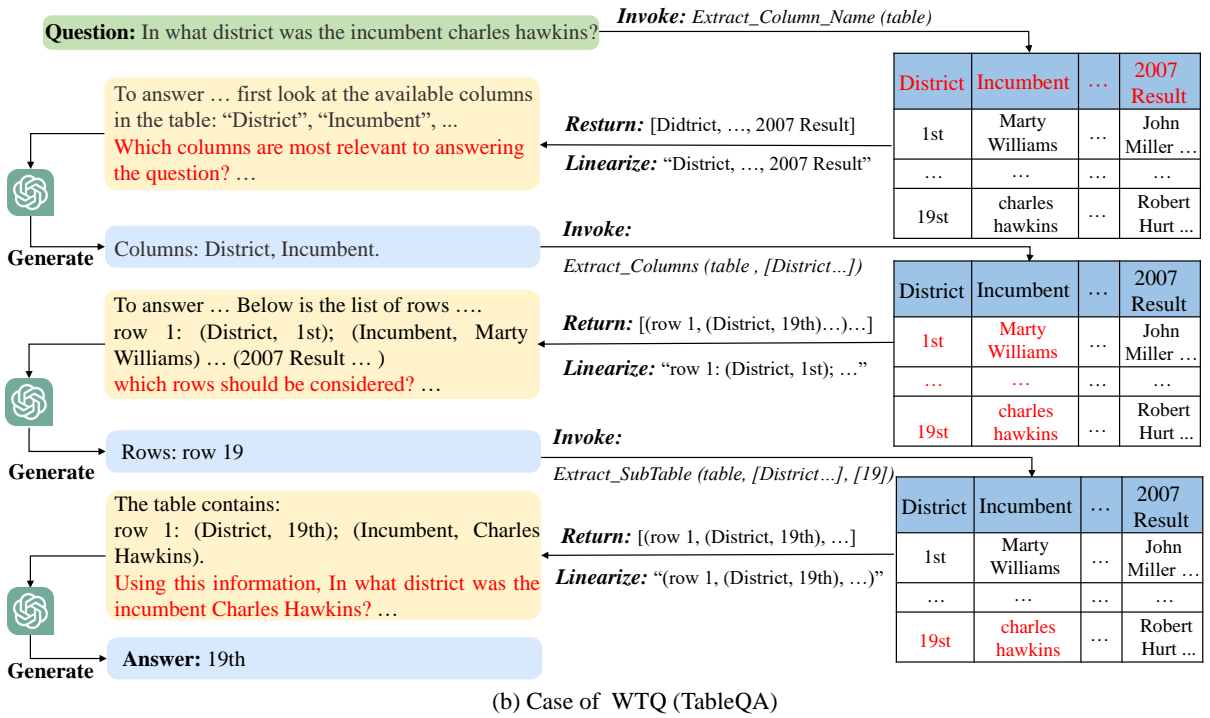 Question: In what district was the incumbent charles hawkins?
Invoke: Extract_Column_Name (table)
To answer … first look at the available columns
in the table: “District”, “Incumbent”, ...
Which columns are most relevant to answering
the question? …
Resturn: [Didtrict, …, 2007 Result]
Linearize: “District, …, 2007 Result”
District Incumbent … 2007
Result
1st Marty
Williams … John
Miller …
… … … …
19st charles
hawkins … Robert
Hurt ...
Generate
Columns: District, Incumbent.
Invoke:
Extract_Columns (table , [District…])
To answer … Below is the list of rows ….
row 1: (District, 1st); (Incumbent, Marty
Williams) … (2007 Result … )
which rows should be considered? …
Return: [(row 1, (District, 19th)…)…]
Linearize: “row 1: (District, 1st); …”
District Incumbent … 2007
Result
1st Marty
Williams … John
Miller …
… … … …
19st charles
hawkins … Robert
Hurt ...
Generate
Rows: row 19
Invoke:
Extract_SubTable (table, [District…], [19])
The table contains:
row 1: (District, 19th); (Incumbent, Charles
Hawkins).
Using this information, In what district was the
incumbent Charles Hawkins? …
Return: [(row 1, (District, 19th), …]
Linearize: “(row 1, (District, 19th), …)”
District Incumbent … 2007
Result
1st Marty
Williams … John
Miller …
… … … …
19st charles
hawkins … Robert
Hurt ...
Generate
Answer: 19th
(b) Case of WTQ (TableQA)